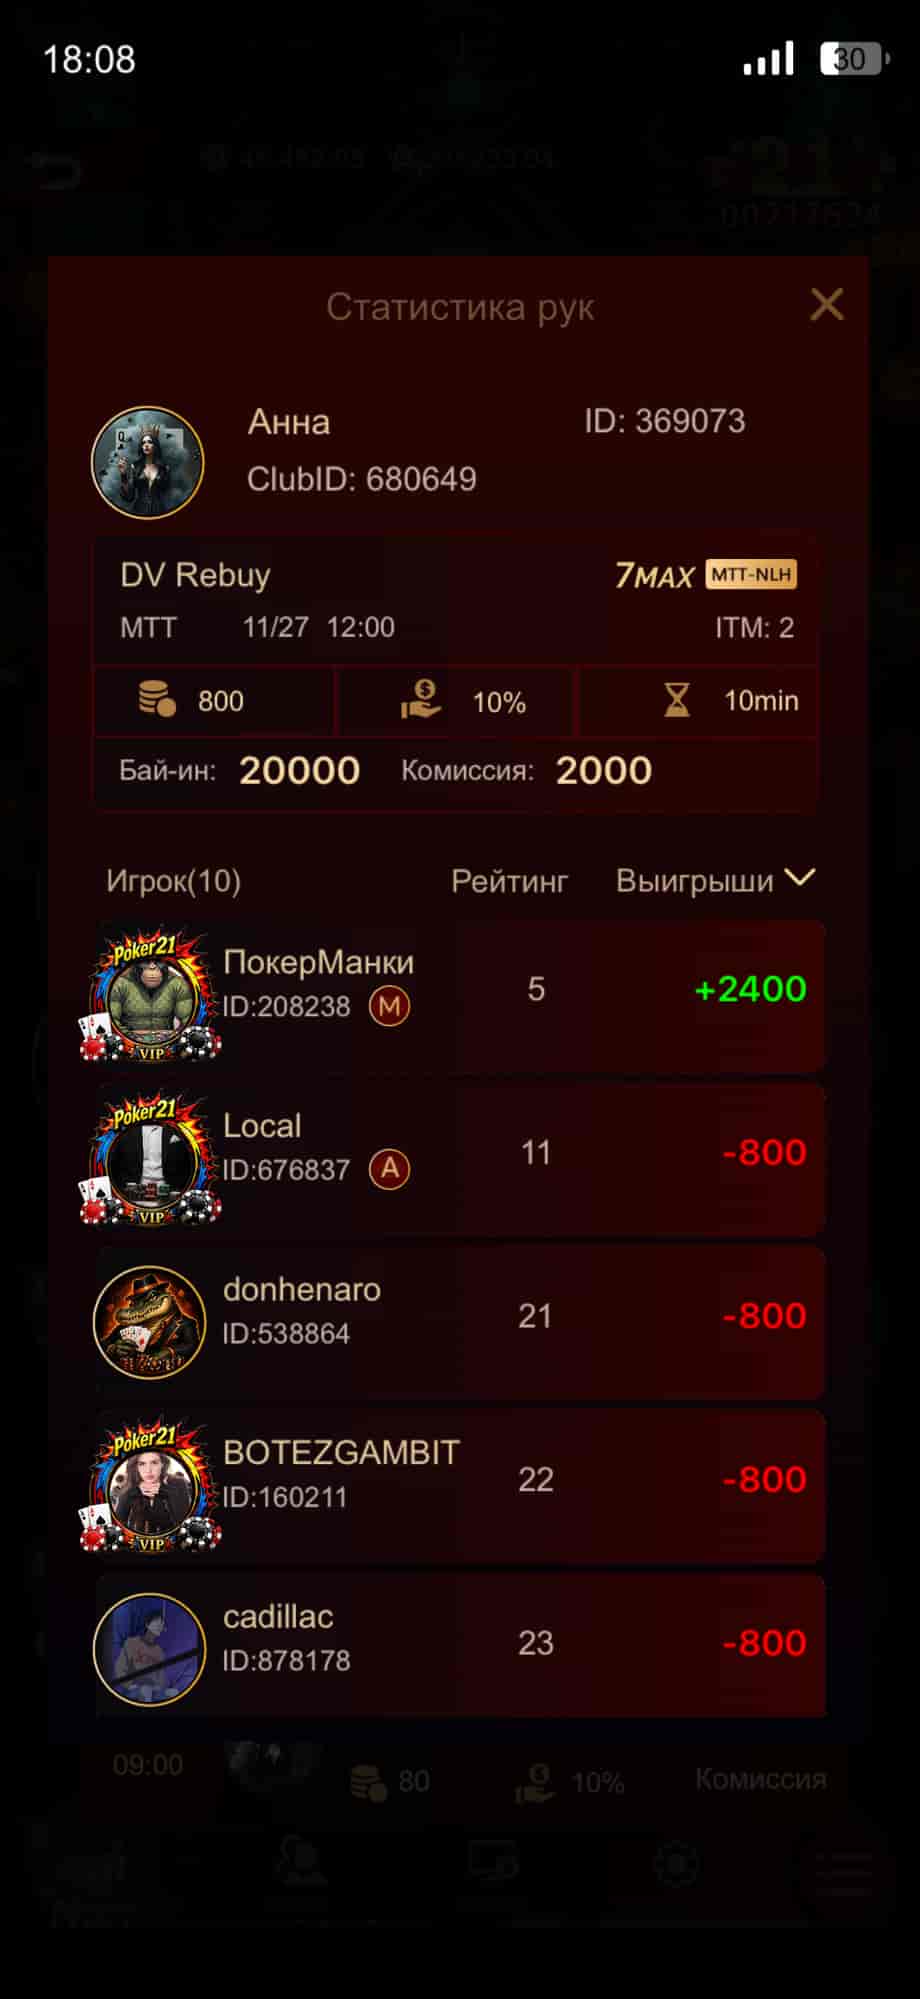 18:08
30
Статистика рук
Анна ID: 369073
ClubID: 680649
DV Rebuy 7MAX MTT-NLH
MTT 11/27 12:00 ITM: 2
800 10% 10min
Бай-ин: 20000 Комиссия: 2000
Игрок(10) Рейтинг Выигрыши
Poker21
VIP
ПокерМанки
ID:208238 M
5 +2400
Poker21
VIP
Local
ID:676837 A
11 -800
donhenaro
ID:538864
21 -800
Poker21
VIP
BOTEZGAMBIT
ID:160211
22 -800
cadillac
ID:878178
23 -800
09:00 80 10% Комиссия